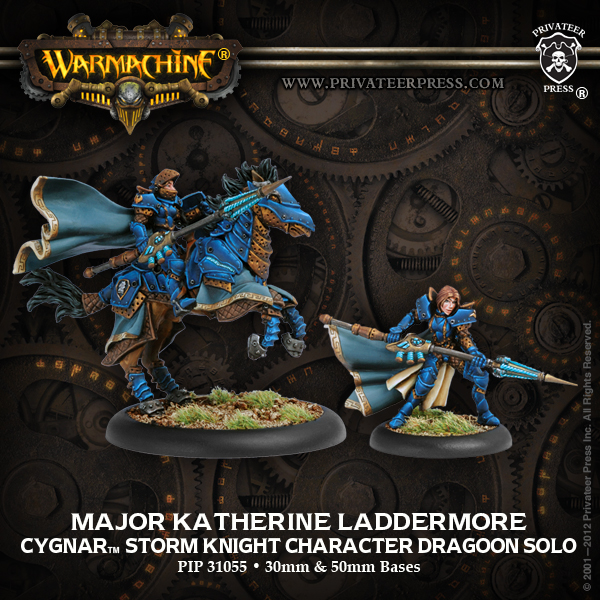 WARMACHINE®
PRIVATEER
PRESS®
WWW.PRIVATEERPRESS.COM
MAJOR KATHERINE LADDERMORE
CYGNAR™ STORM KNIGHT CHARACTER DRAGOON SOLO
PIP 31055 • 30mm & 50mm Bases
© 2001–2012 Privateer Press Inc. All Rights Reserved.